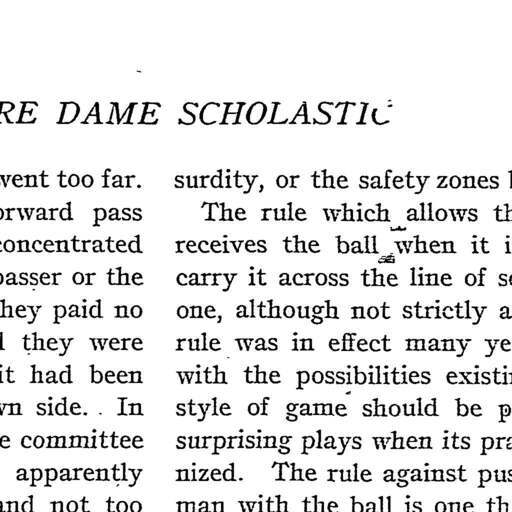 RE DAME SCHOLASTIC
went too far.
orward pass
concentrated
passer or the
hey paid no
they were
it had been
wn side. . In
e committee
apparently
and not too
surdity, or the safety zones
The rule which allows th
receives the ball when it i
carry it across the line of se
one, although not strictly a
rule was in effect many ye
with the possibilities existin
style of game should be p
surprising plays when its pra
nized. The rule against pus
man with the ball is one th